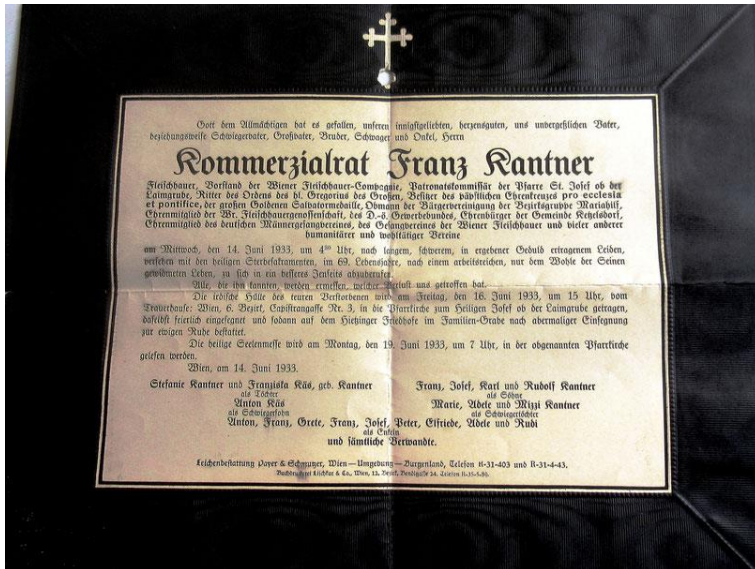 Gott dem Allmächtigen hat es gefallen, unseren innigstgeliebten, herzensguten, uns unvergeßlichen Vater,
beziehungsweise Schwiegervater, Großvater, Bruder, Schwager und Onkel, Herrn
Kommerzialrat Franz Kantner
Fleischhauer, Vorstand der Wiener Fleischhauer-Compagnie, Patronatskommissär der Pfarre St. Josef ob der
Laimgrube, Ritter des Ordens des hl. Gregorius des Großen, Besitzer des päpstlichen Ehrenkreuzes pro ecclesia
et pontifice, der großen Goldenen Salvatormedaille, Obmann der Bürgervereinigung der Bezirksgruppe Mariahilf,
Ehrenmitglied der Wr. Fleischhauergenossenschaft, des D.-ö. Gewerbebundes, Ehrenbürger der Gemeinde Ketzelsdorf,
Ehrenmitglied des deutschen Männergesangvereines, des Gesangvereines der Wiener Fleischhauer und vieler anderer
humanitärer und wohltätiger Vereine
am Mittwoch, den 14. Juni 1933, um 4 Uhr, nach langem, schwerem, in ergebener Geduld ertragenem Leiden,
versehen mit den heiligen Sterbesakramenten, im 69. Lebensjahre, nach einem arbeitsreichen, nur dem Wohle der Seinen
gewidmeten Leben, zu sich in ein besseres Jenseits abzuberufen.
Alle, die ihn kannten, werden ermessen, welcher Verlust uns getroffen hat.
Die irdische Hülle des teuren Verstorbenen wird am Freitag, den 16. Juni 1933, um 15 Uhr, vom
Trauerhause: Wien, 6. Bezirk, Capistrangasse Nr. 3, in die Pfarrkirche zum Heiligen Josef ob der Laimgrube getragen,
daselbst feierlich eingesegnet und sodann auf dem Hietzinger Friedhofe im Familien-Grabe nach abermaliger Einsegnung
zur ewigen Ruhe bestattet.
Die heilige Seelenmesse wird am Montag, den 19. Juni 1933, um 7 Uhr, in der obgenannten Pfarrkirche
gelesen werden.
Wien, am 14. Juni 1933.
Stefanie Kantner und Franziska Käs, geb. Kantner
als Töchter
Anton Käs
als Schwiegersohn
Franz, Josef, Karl und Rudolf Kantner
als Söhne
Marie, Adele und Mizzi Kantner
als Schwiegertöchter
Anton, Franz, Grete, Franz, Josef, Peter, Elfriede, Adele und Rudi
als Enkeln
und sämtliche Verwandte.
Leichenbestattung Payer & Wien — Umgebung — Burgenland, Telefon R-31-403 und R-31-4-43.
Buchdruckerei & Co., Wien, 12. Bezirk, 24. Telefon